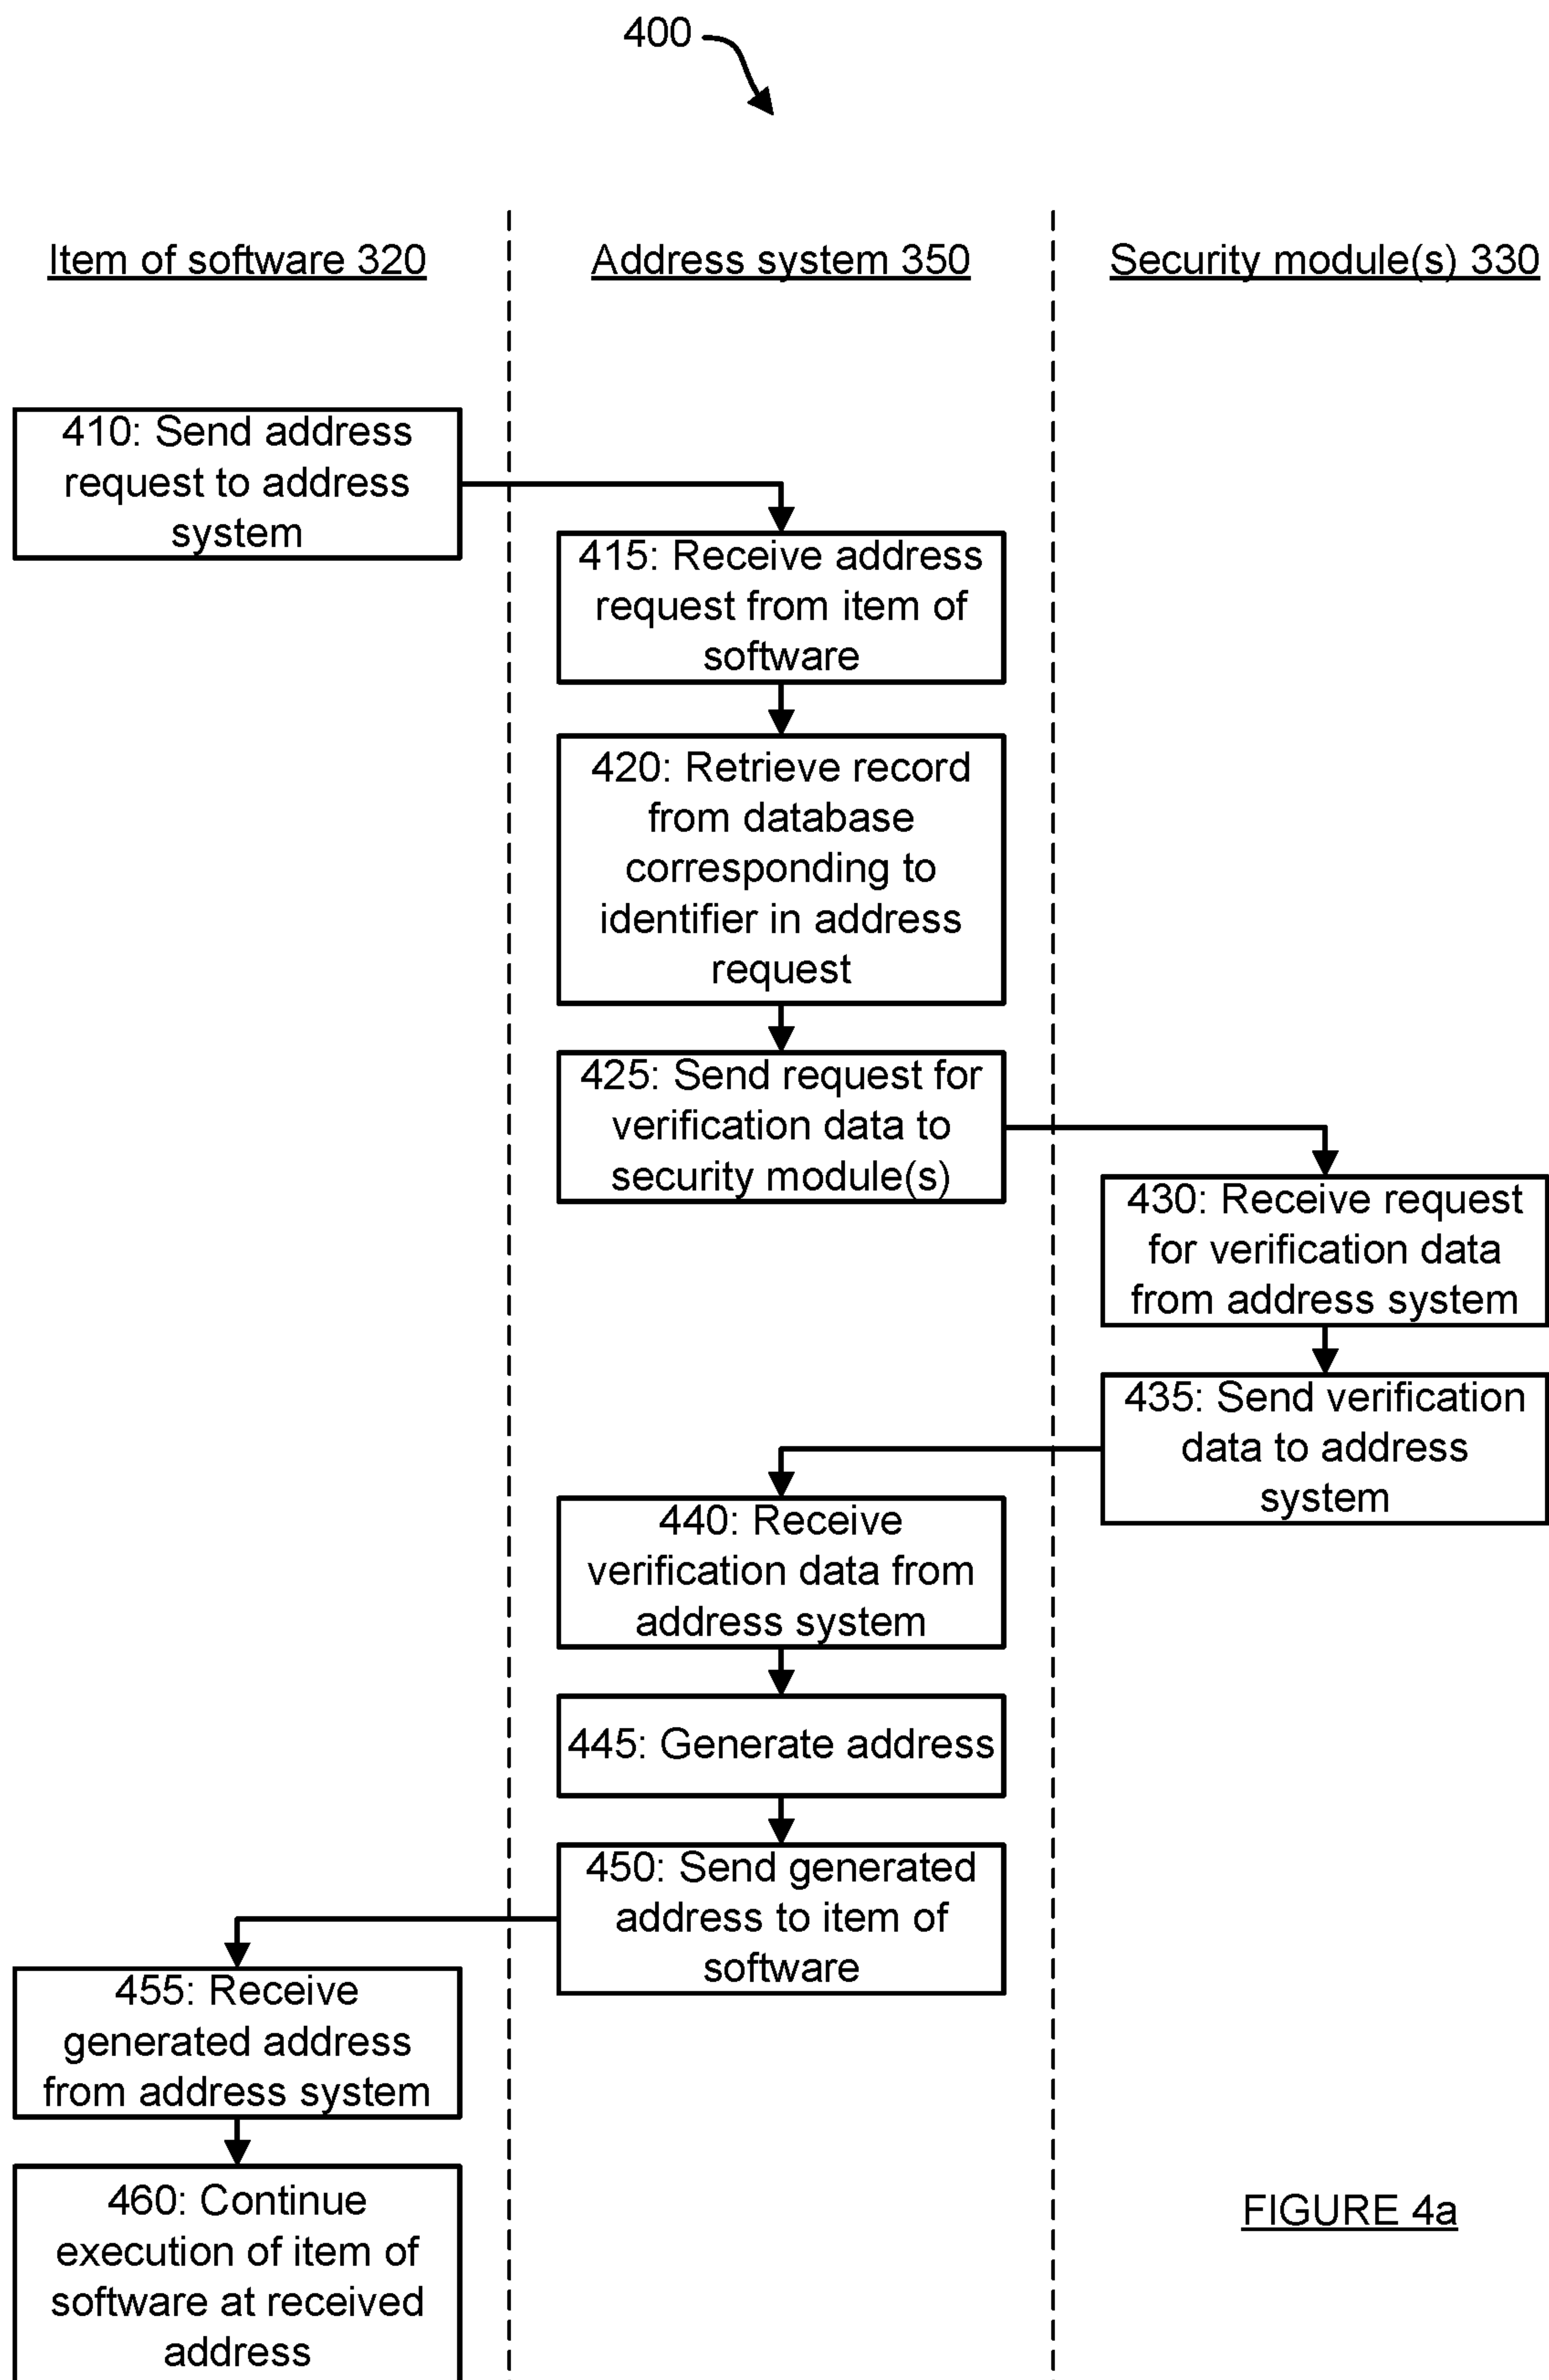 400
Item of software 320
Address system 350
Security module(s) 330
410: Send address
request to address
system
415: Receive address
request from item of
software
420: Retrieve record
from database
corresponding to
identifier in address
request
425: Send request for
verification data to
security module(s)
430: Receive request
for verification data
from address system
435: Send verification
data to address
system
440: Receive
verification data from
address system
445: Generate address
450: Send generated
address to item of
software
455: Receive
generated address
from address system
460: Continue
execution of item of
software at received
address
FIGURE 4a